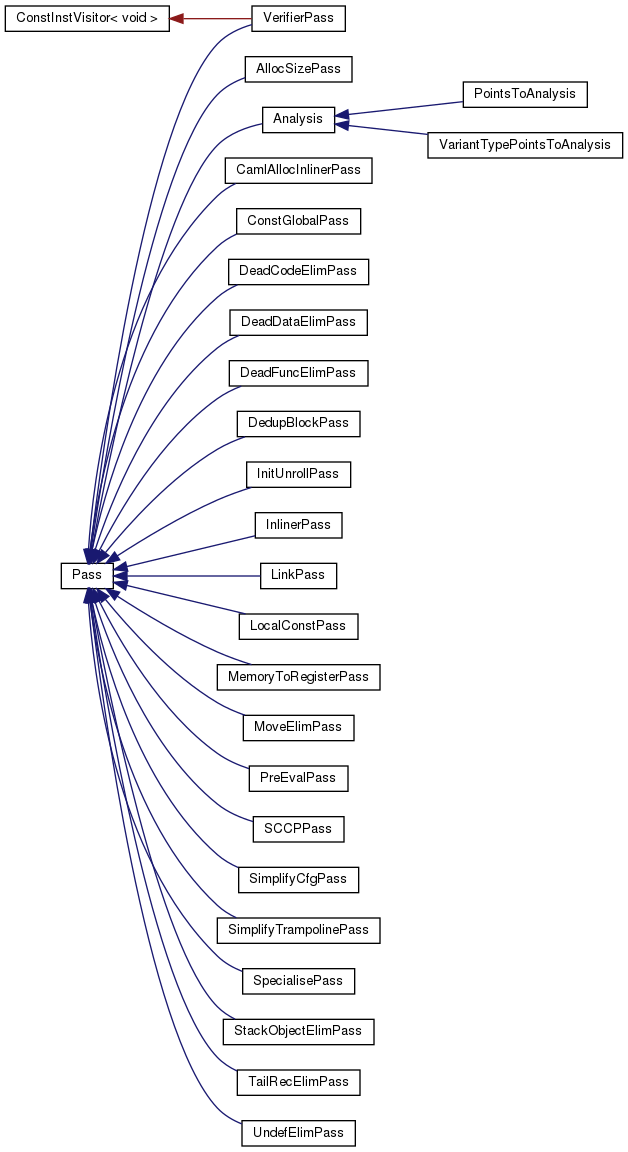 ConstInstVisitor< void >
VerifierPass
AllocSizePass
Analysis
PointsToAnalysis
VariantTypePointsToAnalysis
CamlAllocInlinerPass
ConstGlobalPass
DeadCodeElimPass
DeadDataElimPass
DeadFuncElimPass
DedupBlockPass
InitUnrollPass
InlinerPass
Pass
LinkPass
LocalConstPass
MemoryToRegisterPass
MoveElimPass
PreEvalPass
SCCPPass
SimplifyCfgPass
SimplifyTrampolinePass
SpecialisePass
StackObjectElimPass
TailRecElimPass
UndefElimPass